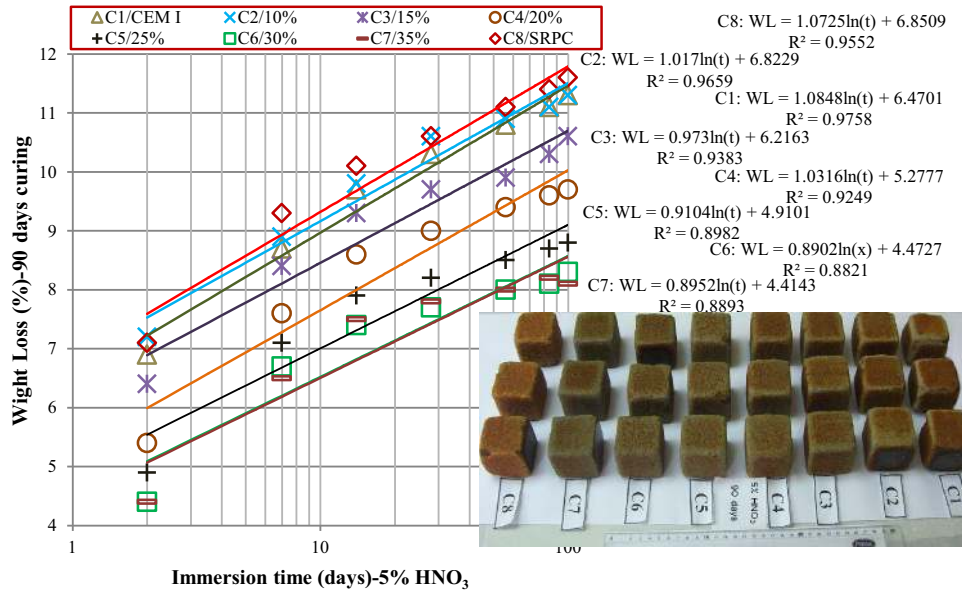 C1/CEM I C2/10% C3/15% C4/20%
C5/25% C6/30% C7/35% C8/SRPC
C8: WL = 1.0725ln(t) + 6.8509
R² = 0.9552
C2: WL = 1.017ln(t) + 6.8229
R² = 0.9659
C1: WL = 1.0848ln(t) + 6.4701
R² = 0.9758
C3: WL = 0.973ln(t) + 6.2163
R² = 0.9383
C4: WL = 1.0316ln(t) + 5.2777
R² = 0.9249
C5: WL = 0.9104ln(t) + 4.9101
R² = 0.8982
C6: WL = 0.8902ln(x) + 4.4727
R² = 0.8821
C7: WL = 0.8952ln(t) + 4.4143
R² = 0.8893
Wight Loss (%)-90 days curing
12
11
10
9
8
7
6
5
4
1 10 100
Immersion time (days)-5% HNO₃
C8 C7 C6 C5 C4 C3 C2 C1
5% HNO₃
90 days